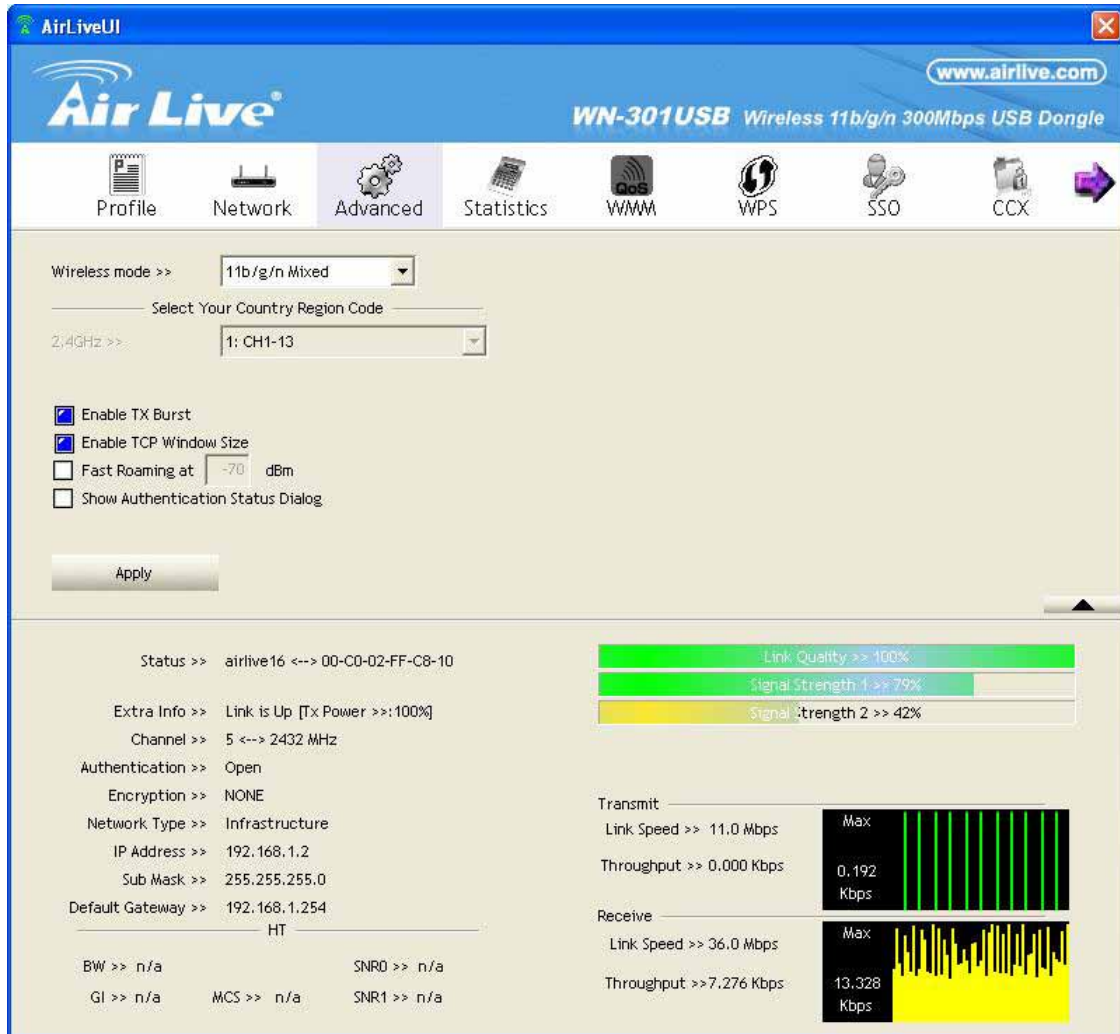 AirLiveUI
www.airlive.com
Air Live®
WN-301USB Wireless 11b/g/n 300Mbps USB Dongle
Profile Network Advanced Statistics QoS WMM WPS SSO CCX
Wireless mode >> 11b/g/n Mixed
Select Your Country Region Code
2.4GHz >> 1: CH1-13
Enable TX Burst
Enable TCP Window Size
Fast Roaming at -70 dBm
Show Authentication Status Dialog
Apply
Status >> airlive16 <--> 00-C0-02-FF-C8-10
Extra Info >> Link is Up [Tx Power >>:100%]
Channel >> 5 <--> 2432 MHz
Authentication >> Open
Encryption >> NONE
Network Type >> Infrastructure
IP Address >> 192.168.1.2
Sub Mask >> 255.255.255.0
Default Gateway >> 192.168.1.254
HT
BW >> n/a SNR0 >> n/a
GI >> n/a MCS >> n/a SNR1 >> n/a
Link Quality >> 100%
Signal Strength 1 >> 79%
Signal Strength 2 >> 42%
Transmit
Link Speed >> 11.0 Mbps
Throughput >> 0.000 Kbps
Max
0.192
Kbps
Receive
Link Speed >> 36.0 Mbps
Throughput >>7.276 Kbps
Max
13.328
Kbps